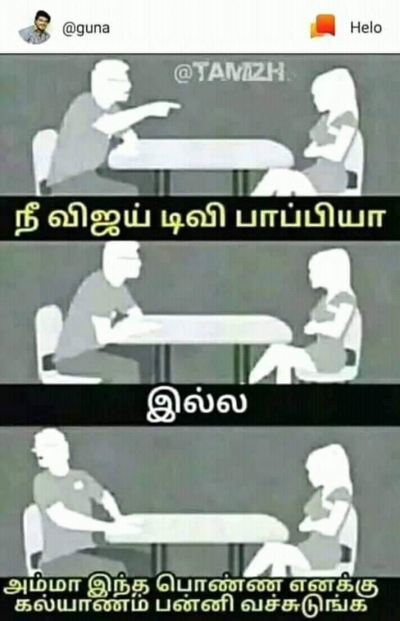 @guna Helo
@TAMIZH
நீ விஜய் டிவி பாப்பியா
இல்ல
அம்மா இந்த பொண்ண எனக்கு
கல்யாணம் பன்னி வச்சுடுங்க